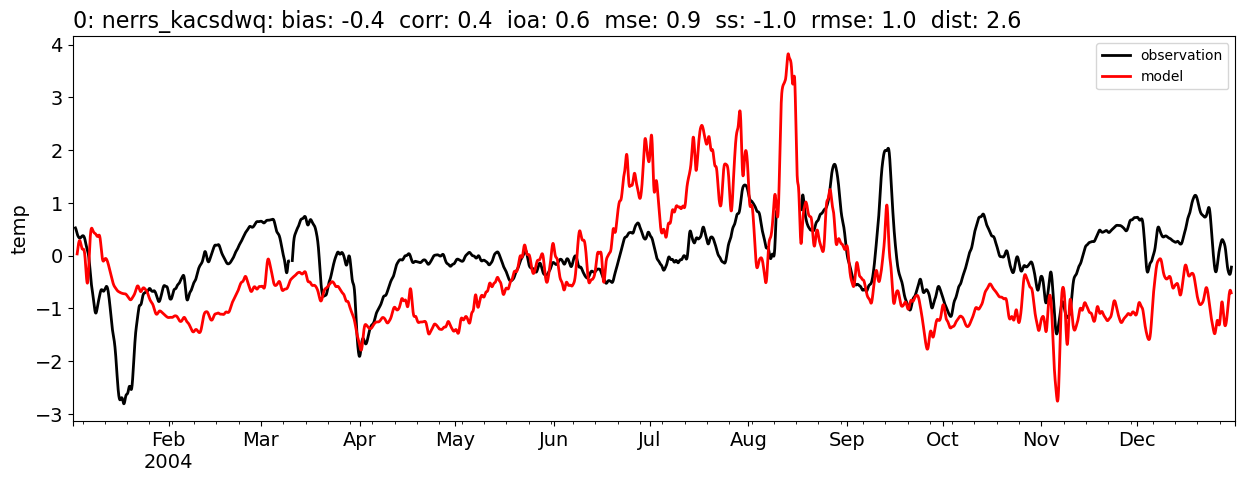 0: nerrs_kacsdwq: bias: -0.4  corr: 0.4  ioa: 0.6  mse: 0.9  ss: -1.0  rmse: 1.0  dist: 2.6
observation
model
temp
4
3
2
1
0
−1
−2
−3
Feb Mar Apr May Jun Jul Aug Sep Oct Nov Dec
2004